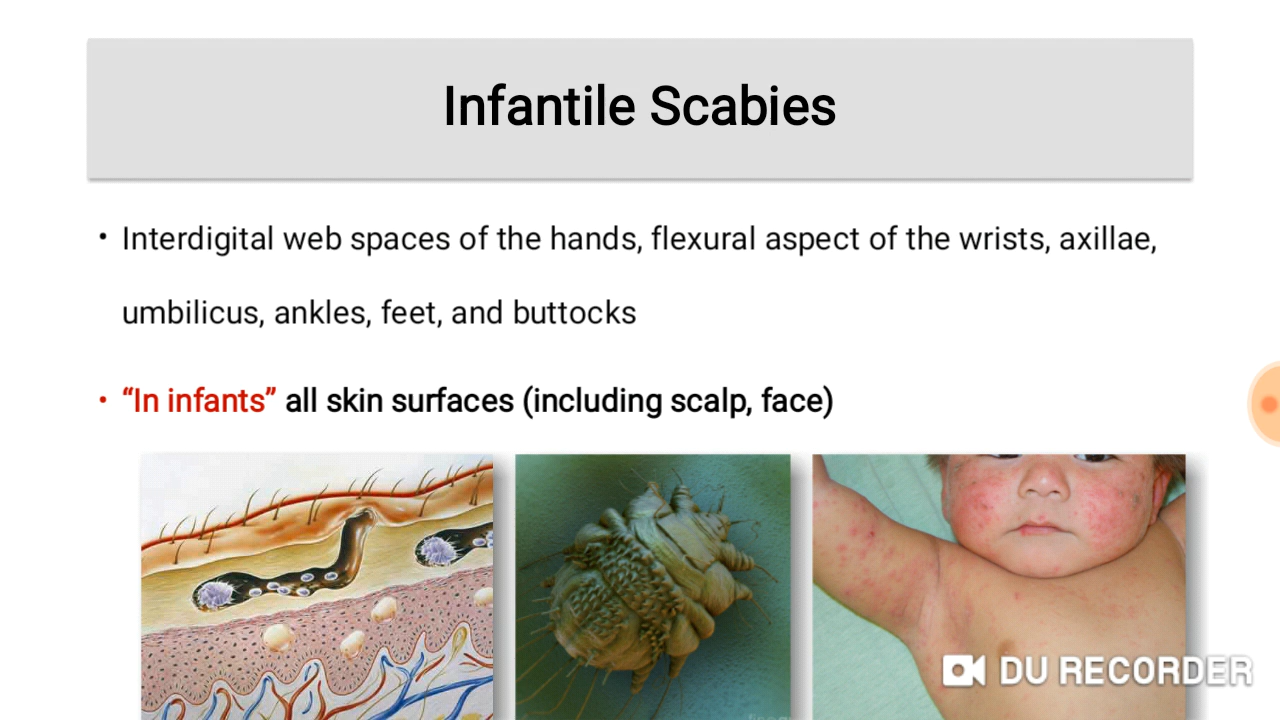 Infantile Scabies
• Interdigital web spaces of the hands, flexural aspect of the wrists, axillae,
umbilicus, ankles, feet, and buttocks
• “In infants” all skin surfaces (including scalp, face)
DU RECORDER